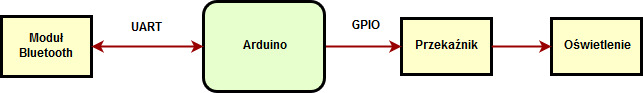 Moduł
Bluetooth
UART
Arduino
GPIO
Przekaźnik
Oświetlenie